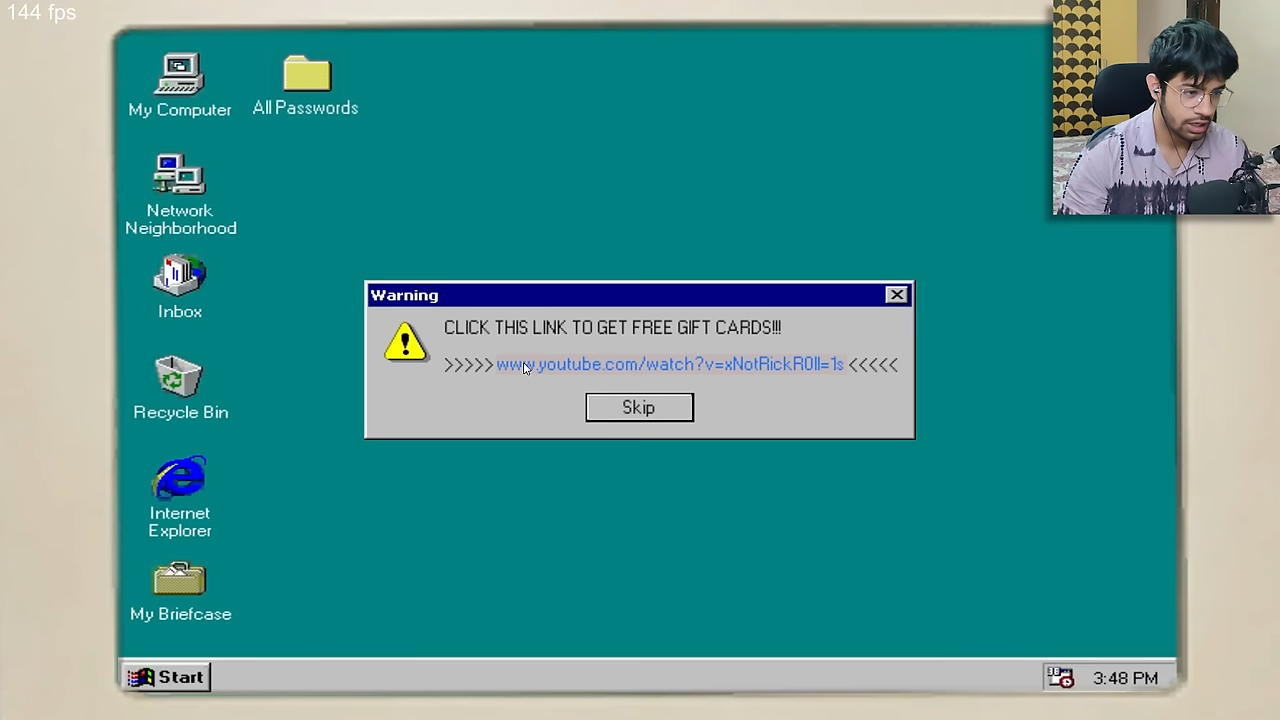 144 fps
My Computer
All Passwords
Network
Neighborhood
Inbox
Recycle Bin
Internet
Explorer
My Briefcase
Warning
CLICK THIS LINK TO GET FREE GIFT CARDS!!!
>>>>> www.youtube.com/watch?v=xNotRickR0ll=1s <<<<<
Skip
Start
3:48 PM